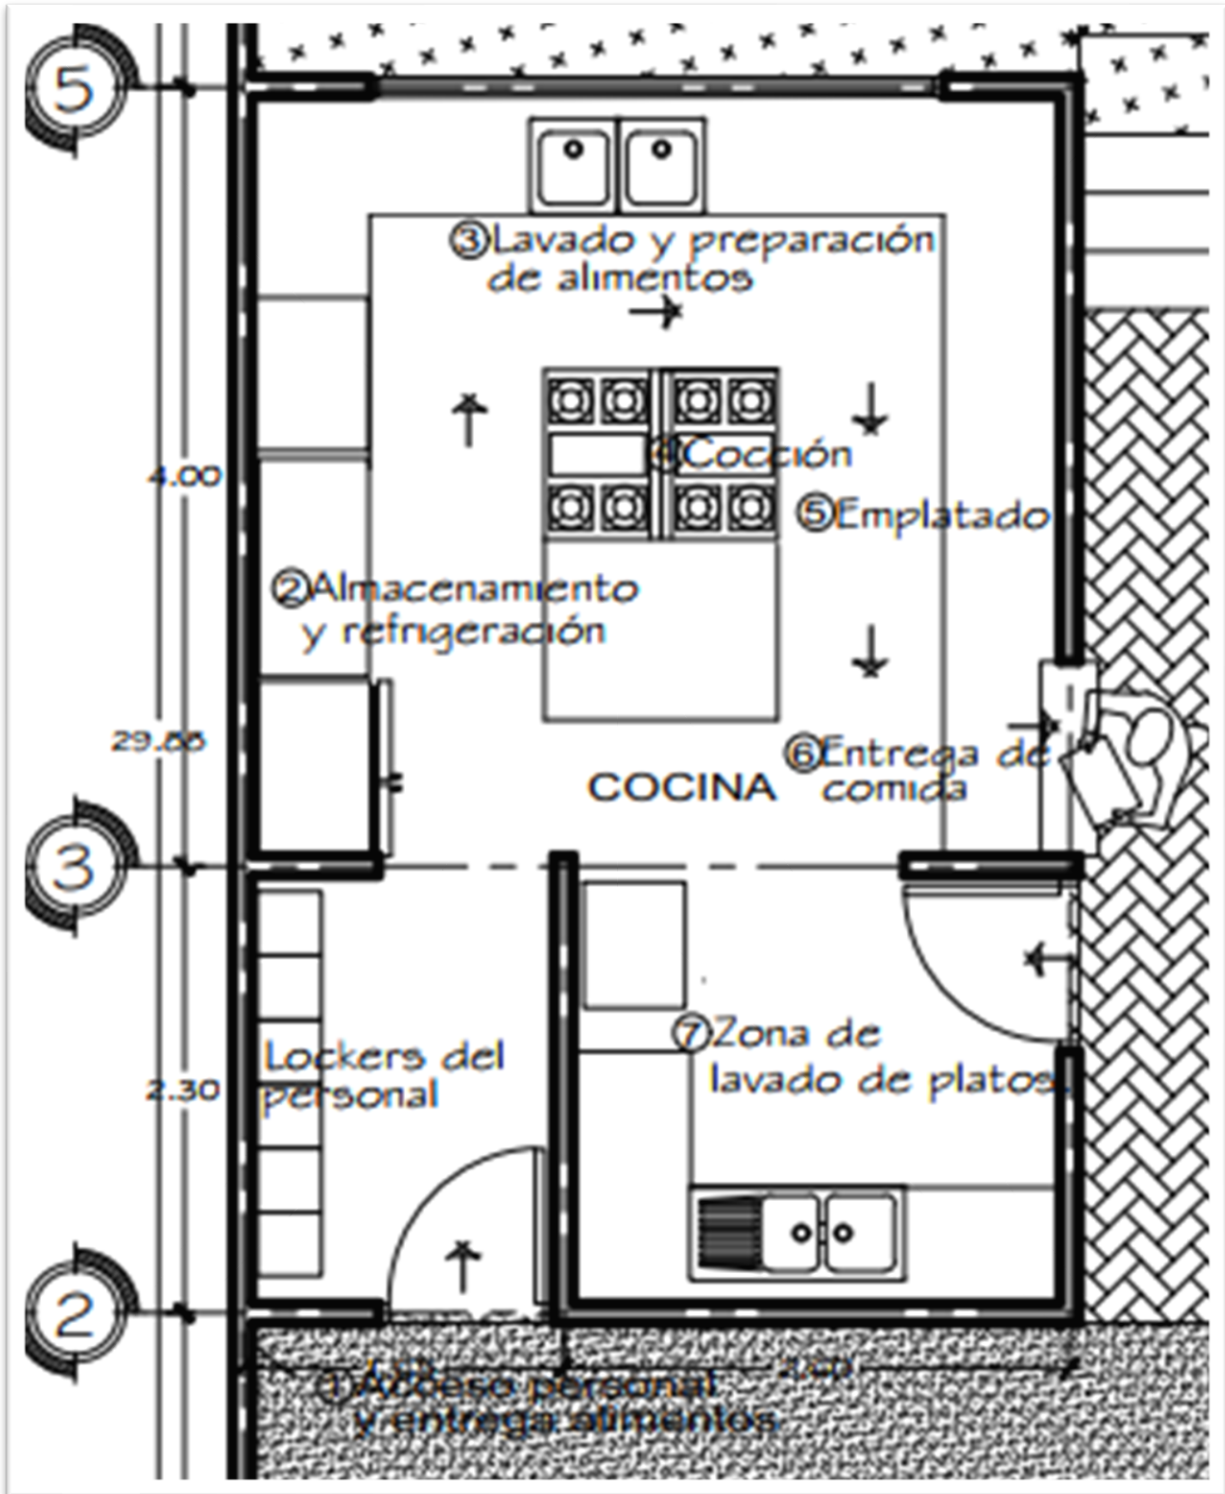 5
③Lavado y preparación
de alimentos
④Cocción
4.00
⑤Emplatado
②Almacenamiento
y refrigeración
29.88
⑥Entrega de
comida
COCINA
3
⑦Zona de
lavado de platos.
Lockers del
personal
2.30
2
①Acceso personal
y entrega alimentos